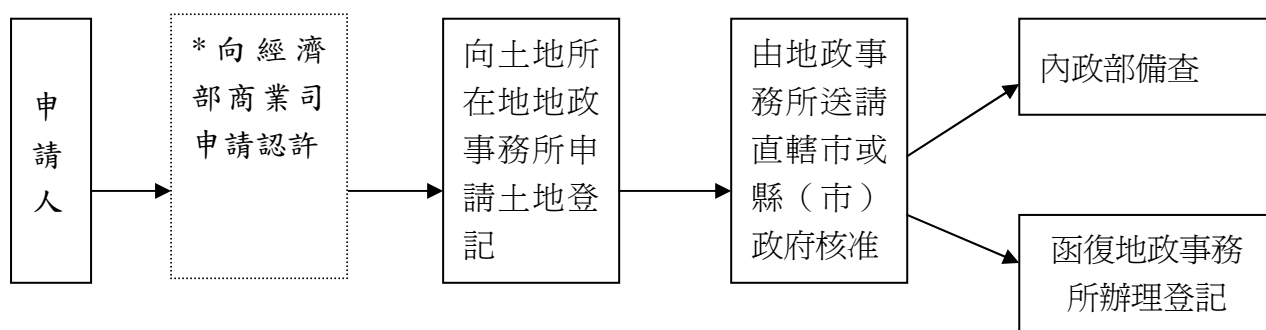 申
請
人
*向經濟
部商業司
申請認許
向土地所
在地地政
事務所申
請土地登
記
由地政事
務所送請
直轄市或
縣（市）
政府核准
內政部備查
函復地政事務
所辦理登記